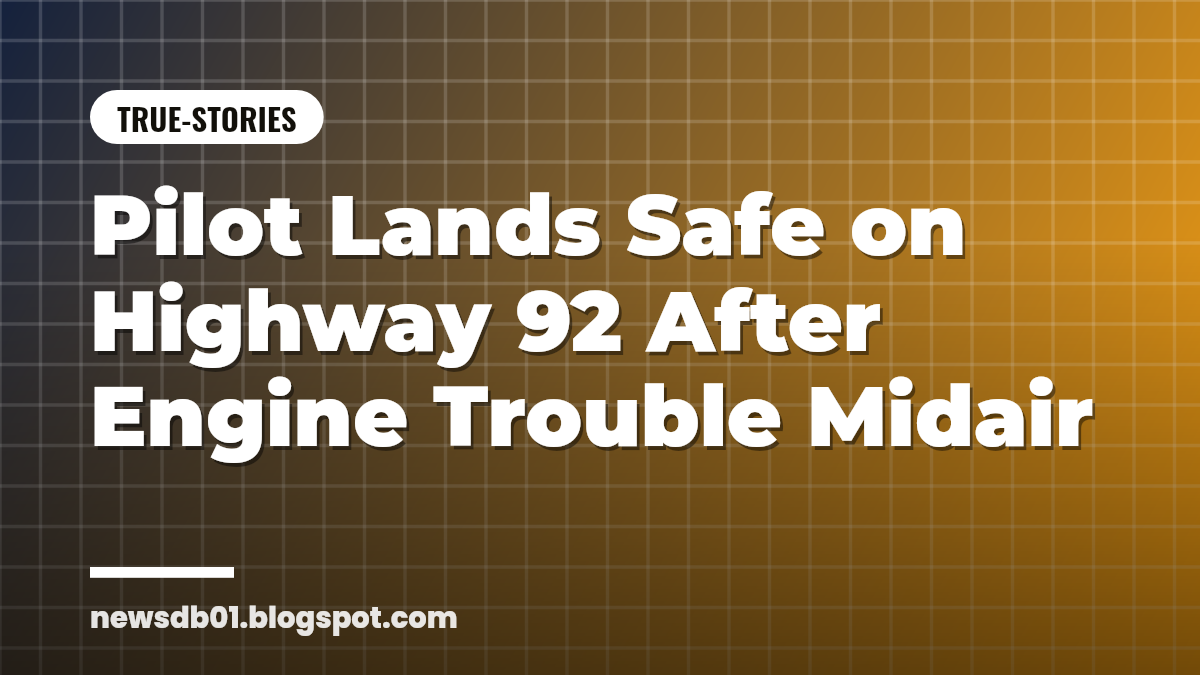 TRUE-STORIES
Pilot Lands Safe on
Highway 92 After
Engine Trouble Midair
newsdb01.blogspot.com